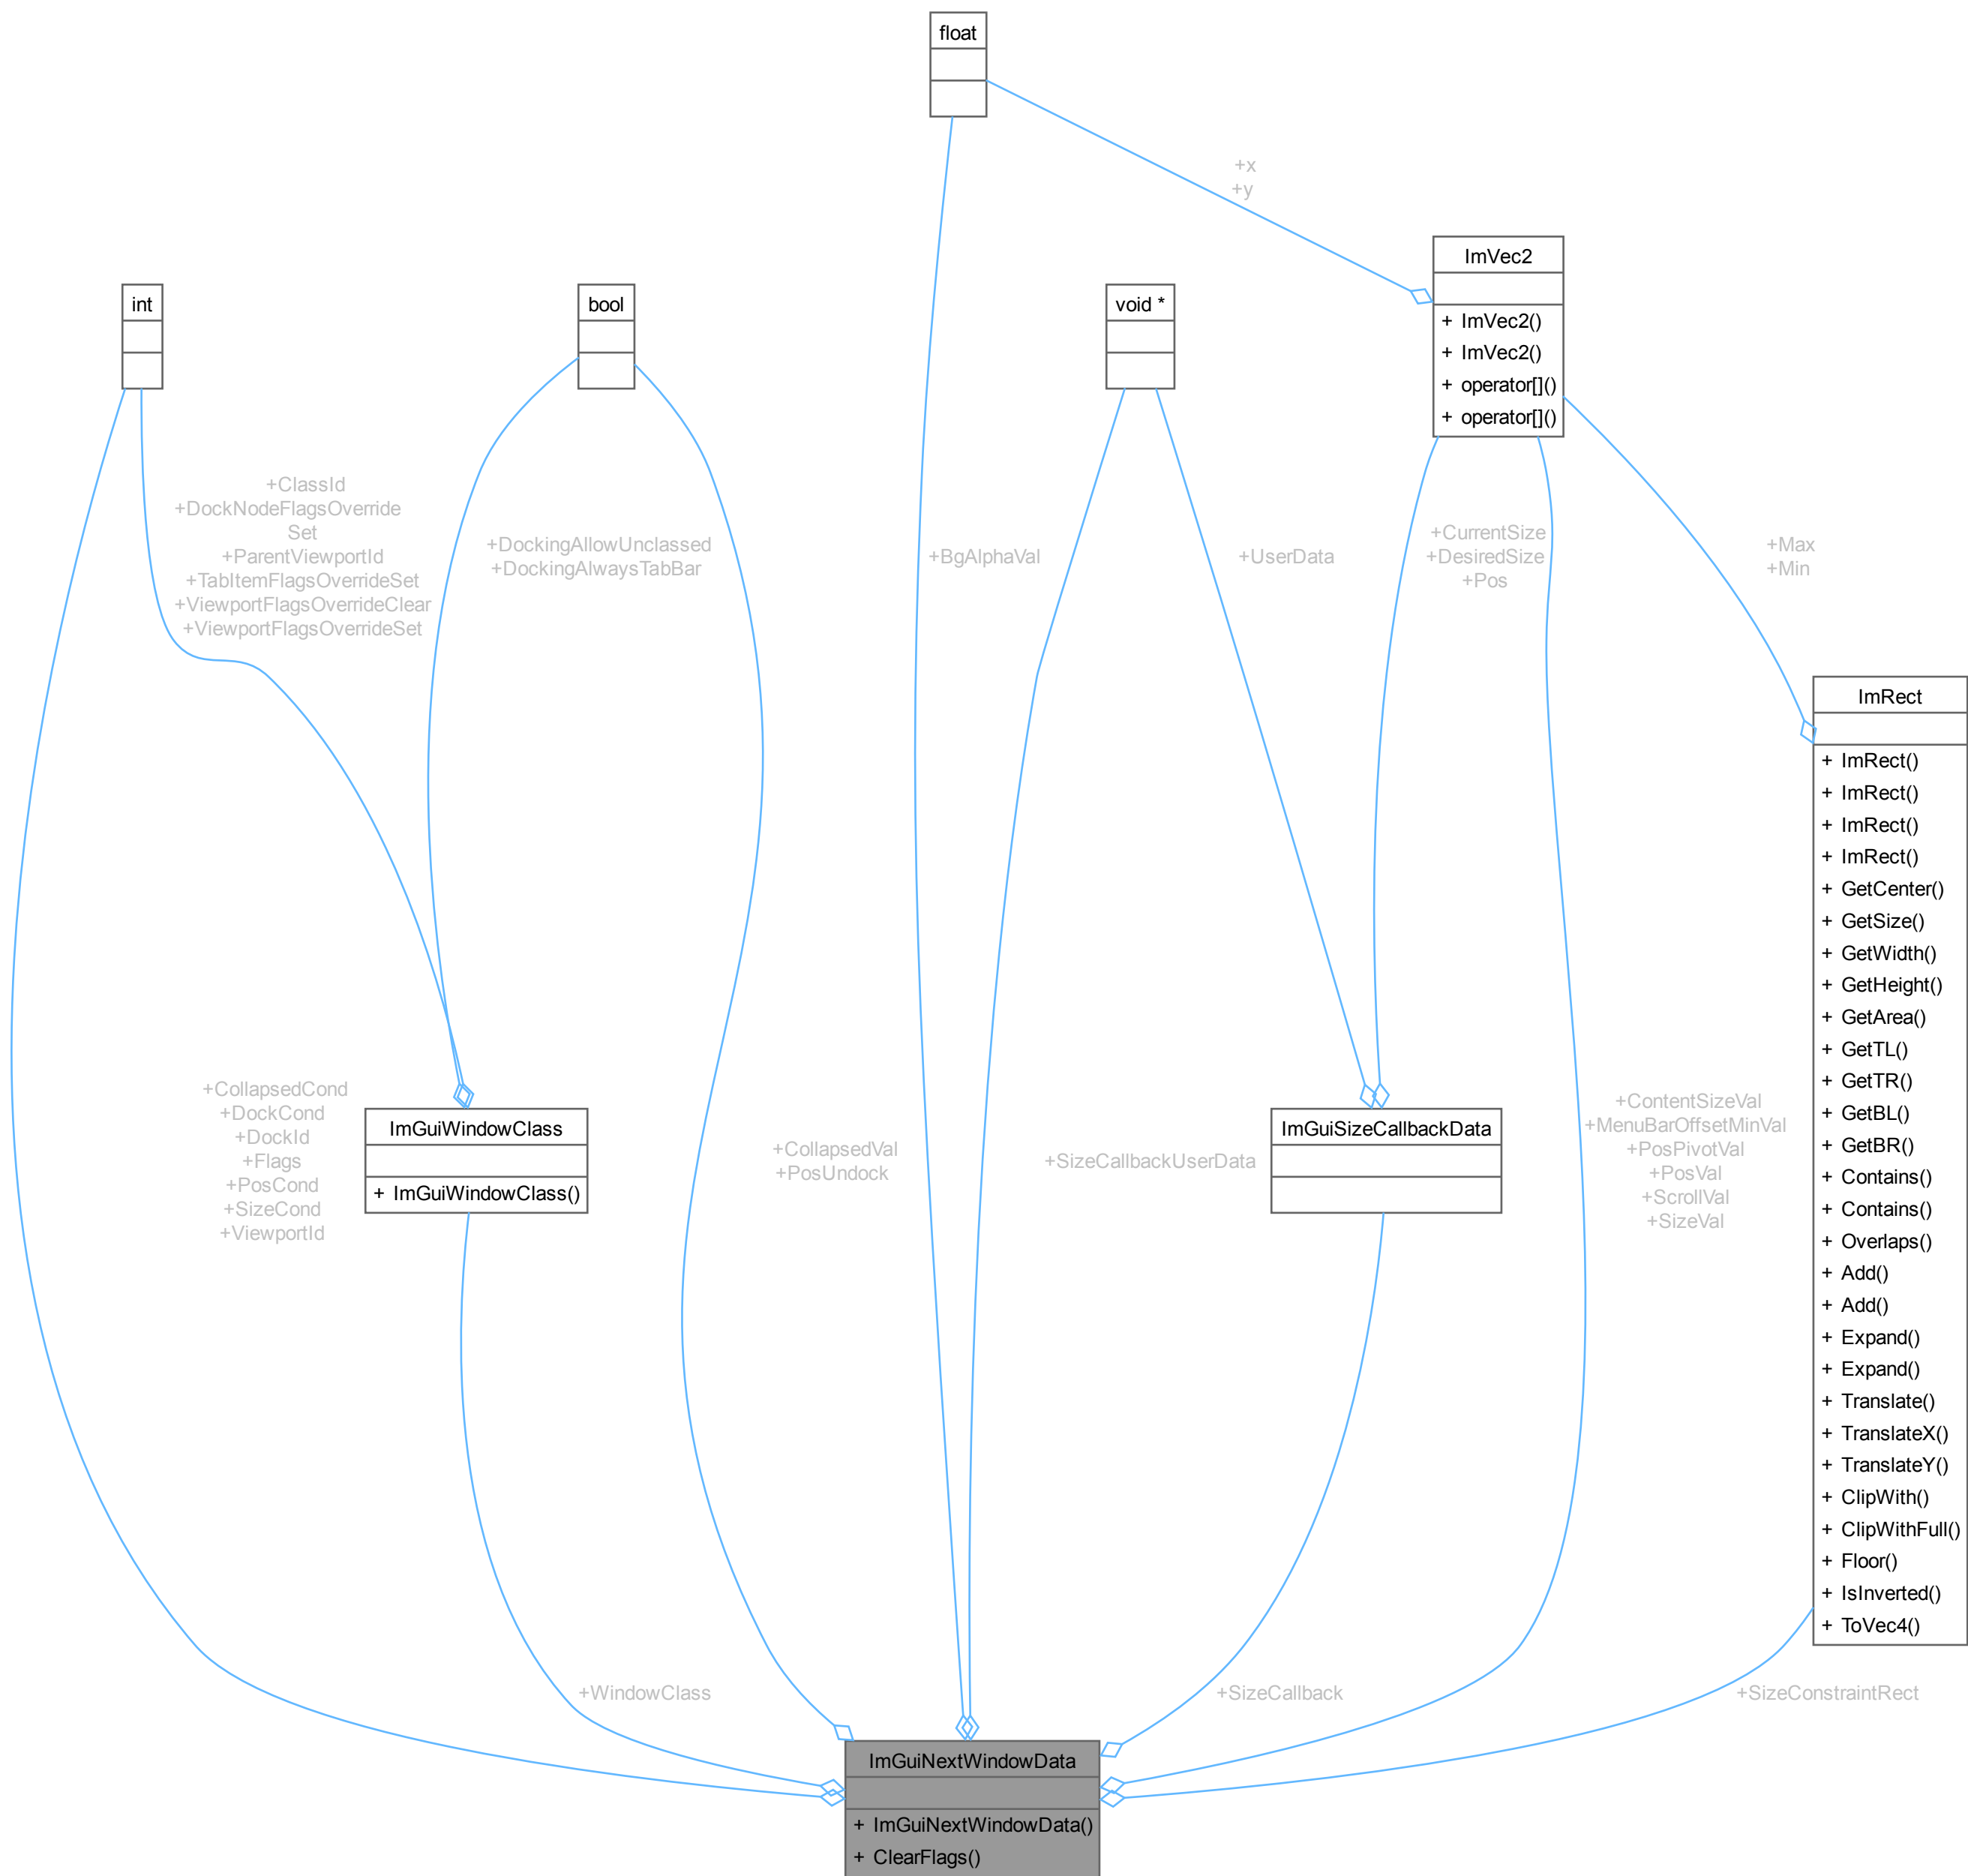 float
+x
+y
ImVec2
+ ImVec2()
+ ImVec2()
+ operator[]()
+ operator[]()
int
bool
void *
+ClassId
+DockNodeFlagsOverride
Set
+ParentViewportId
+TabItemFlagsOverrideSet
+ViewportFlagsOverrideClear
+ViewportFlagsOverrideSet
+DockingAllowUnclassed
+DockingAlwaysTabBar
+BgAlphaVal
+UserData
+CurrentSize
+DesiredSize
+Pos
+Max
+Min
ImRect
+ ImRect()
+ ImRect()
+ ImRect()
+ ImRect()
+ GetCenter()
+ GetSize()
+ GetWidth()
+ GetHeight()
+ GetArea()
+ GetTL()
+ GetTR()
+ GetBL()
+ GetBR()
+ Contains()
+ Contains()
+ Overlaps()
+ Add()
+ Add()
+ Expand()
+ Expand()
+ Translate()
+ TranslateX()
+ TranslateY()
+ ClipWith()
+ ClipWithFull()
+ Floor()
+ IsInverted()
+ ToVec4()
+CollapsedCond
+DockCond
+DockId
+Flags
+PosCond
+SizeCond
+ViewportId
ImGuiWindowClass
+ ImGuiWindowClass()
+CollapsedVal
+PosUndock
+SizeCallbackUserData
ImGuiSizeCallbackData
+ContentSizeVal
+MenuBarOffsetMinVal
+PosPivotVal
+PosVal
+ScrollVal
+SizeVal
+WindowClass
+SizeCallback
+SizeConstraintRect
ImGuiNextWindowData
+ ImGuiNextWindowData()
+ ClearFlags()